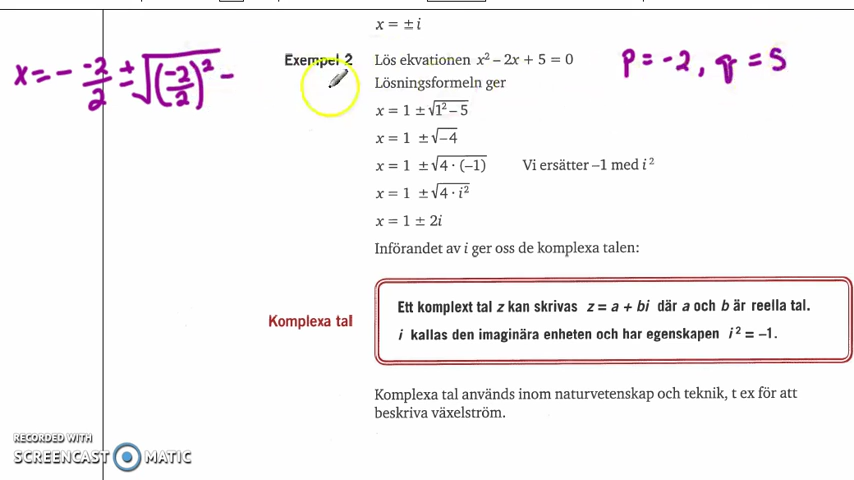 x = ± i
x = - -2/2 ± √(-2/2)² -
Exempel 2 Lös ekvationen x² – 2x + 5 = 0
p = -2, q = 5
Lösningsformeln ger
x = 1 ± √1² – 5
x = 1 ± √–4
x = 1 ± √4 · (–1) Vi ersätter –1 med i²
x = 1 ± √4 · i²
x = 1 ± 2i
Införandet av i ger oss de komplexa talen:
Komplexa tal
Ett komplext tal z kan skrivas z = a + bi där a och b är reella tal.
i kallas den imaginära enheten och har egenskapen i² = –1.
Komplexa tal används inom naturvetenskap och teknik, t ex för att
beskriva växelström.
RECORDED WITH
SCREENCAST MATIC